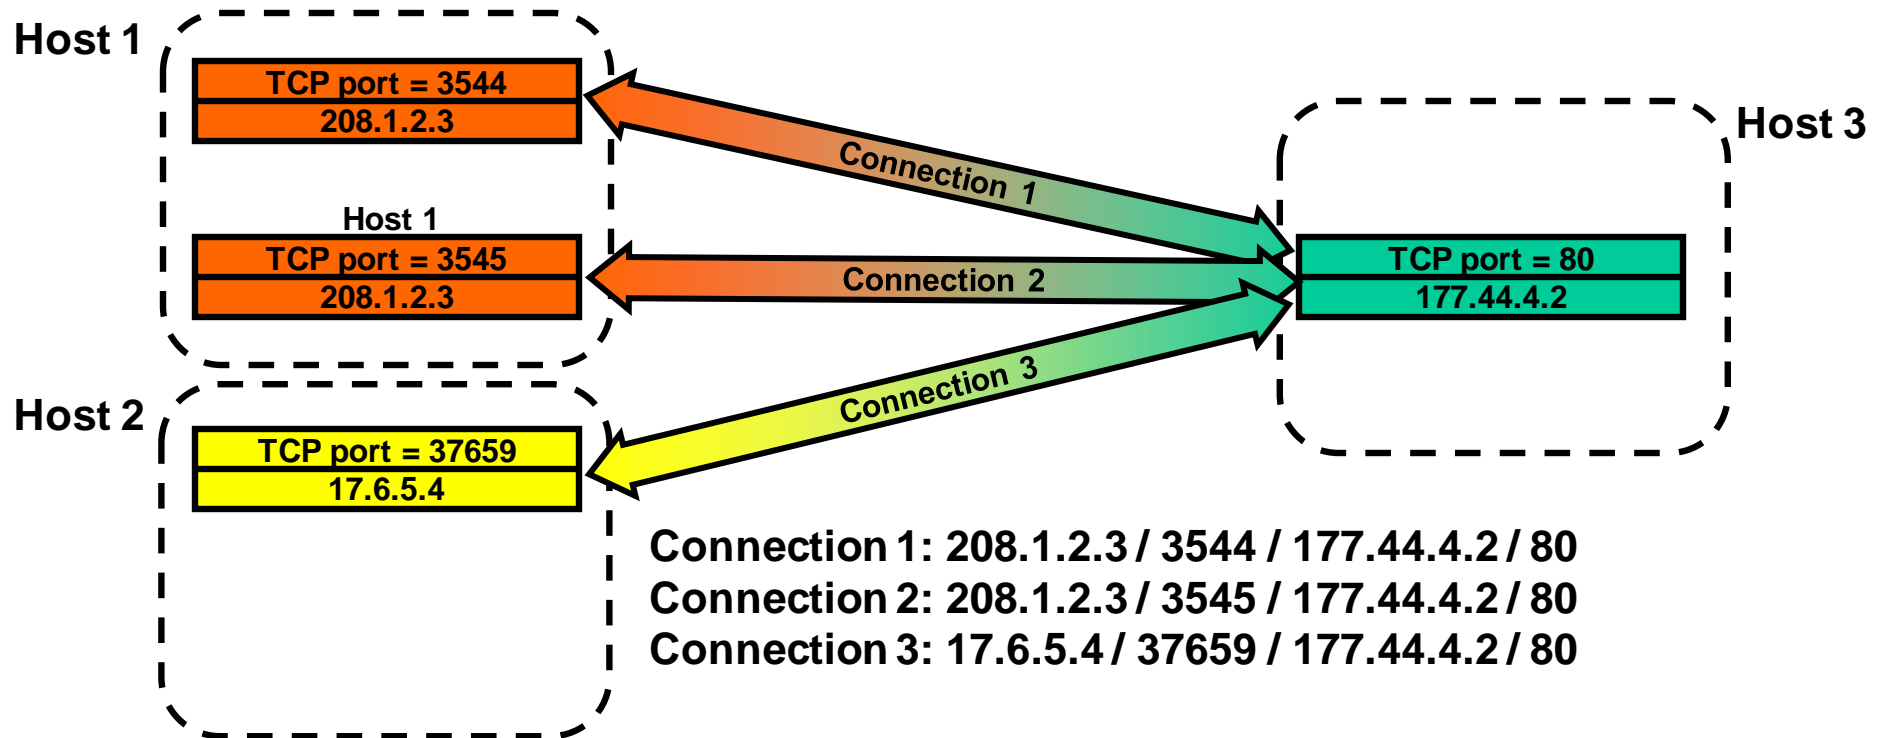 Host 1
TCP port = 3544
208.1.2.3
Connection 1
Host 3
Host 1
TCP port = 3545
208.1.2.3
Connection 2
TCP port = 80
177.44.4.2
Connection 3
Host 2
TCP port = 37659
17.6.5.4
Connection 1: 208.1.2.3 / 3544 / 177.44.4.2 / 80
Connection 2: 208.1.2.3 / 3545 / 177.44.4.2 / 80
Connection 3: 17.6.5.4 / 37659 / 177.44.4.2 / 80